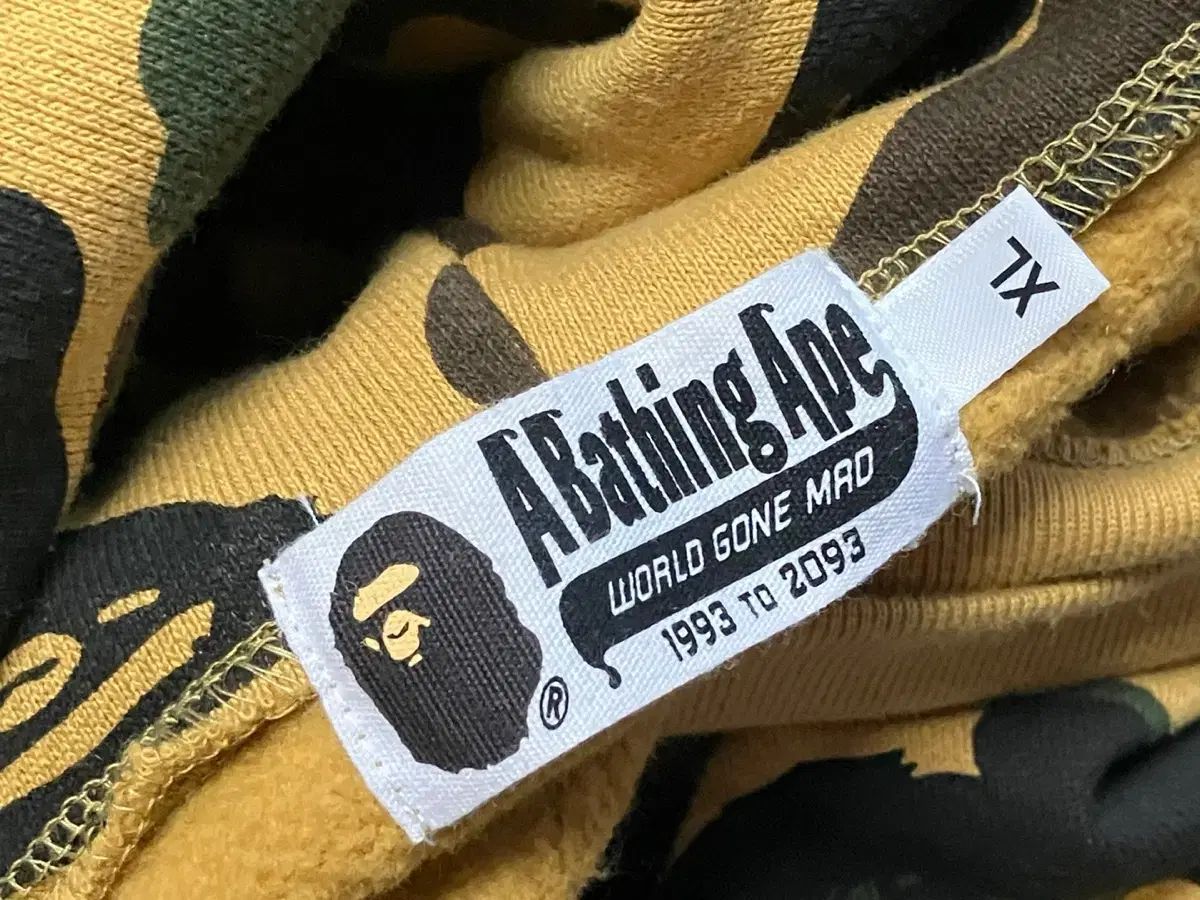 A Bathing Ape
WORLD GONE MAD
1993 TO 2093
®
XL